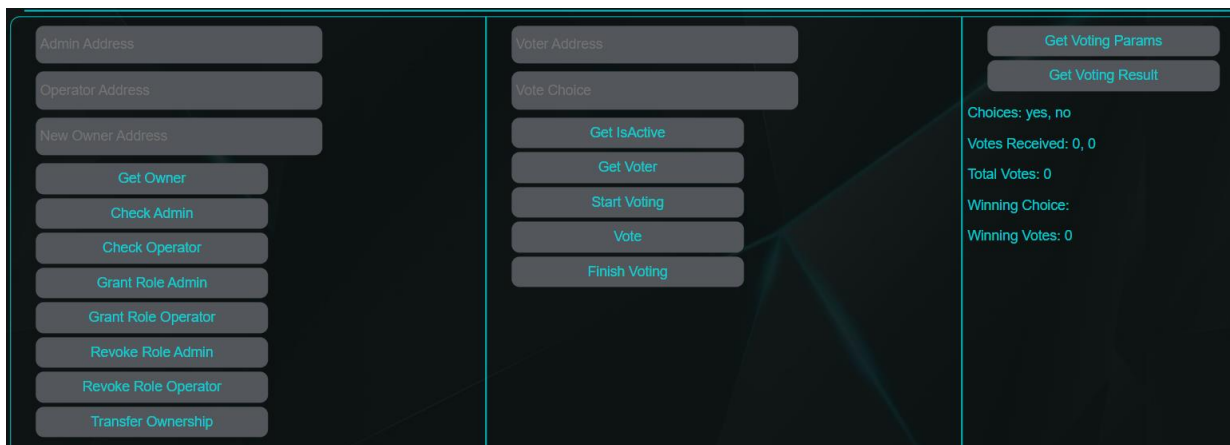 Admin Address
Operator Address
New Owner Address
Get Owner
Check Admin
Check Operator
Grant Role Admin
Grant Role Operator
Revoke Role Admin
Revoke Role Operator
Transfer Ownership
Voter Address
Vote Choice
Get IsActive
Get Voter
Start Voting
Vote
Finish Voting
Get Voting Params
Get Voting Result
Choices: yes, no
Votes Received: 0, 0
Total Votes: 0
Winning Choice:
Winning Votes: 0